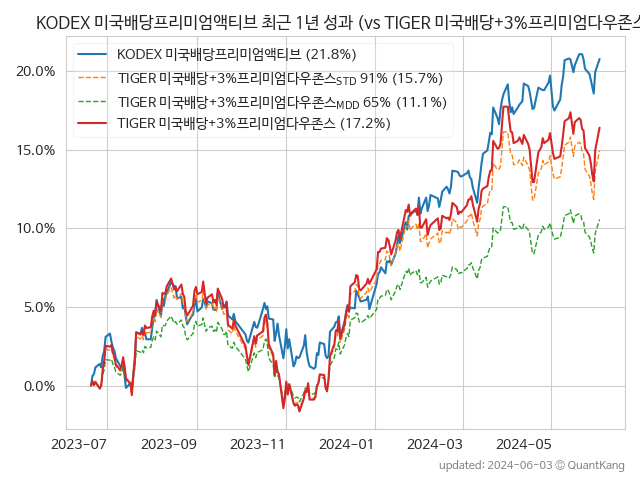 KODEX 미국배당프리미엄액티브 최근 1년 성과 (vs TIGER 미국배당+3%프리미엄다우존스
KODEX 미국배당프리미엄액티브 (21.8%)
TIGER 미국배당+3%프리미엄다우존스STD 91% (15.7%)
TIGER 미국배당+3%프리미엄다우존스MDD 65% (11.1%)
TIGER 미국배당+3%프리미엄다우존스 (17.2%)
20.0%
15.0%
10.0%
5.0%
0.0%
2023-07 2023-09 2023-11 2024-01 2024-03 2024-05
updated: 2024-06-03 ⓒ QuantKang